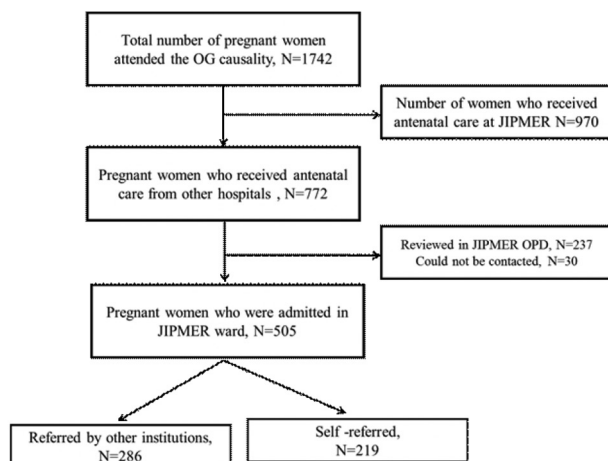 Total number of pregnant women
attended the OG causality, N=1742
Number of women who received
antenatal care at JIPMER N=970
Pregnant women who received antenatal
care from other hospitals , N=772
Reviewed in JIPMER OPD, N=237
Could not be contacted, N=30
Pregnant women who were admitted in
JIPMER ward, N=505
Referred by other institutions,
N=286
Self -referred,
N=219